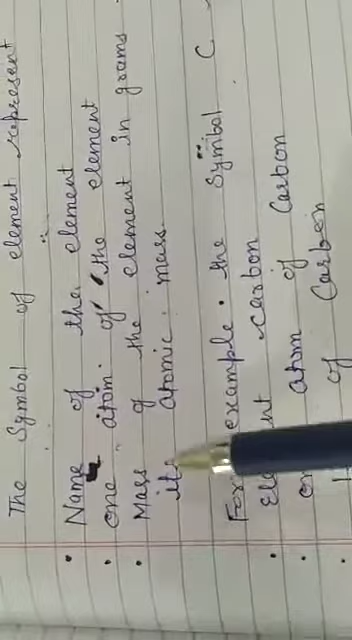 The Symbol of element represent
• Name of the element
• one atom of the element
• Mass of the element in grams
its atomic mass.
For example. the Symbol C
• Element carbon
• atom of Carbon
• of Carbon